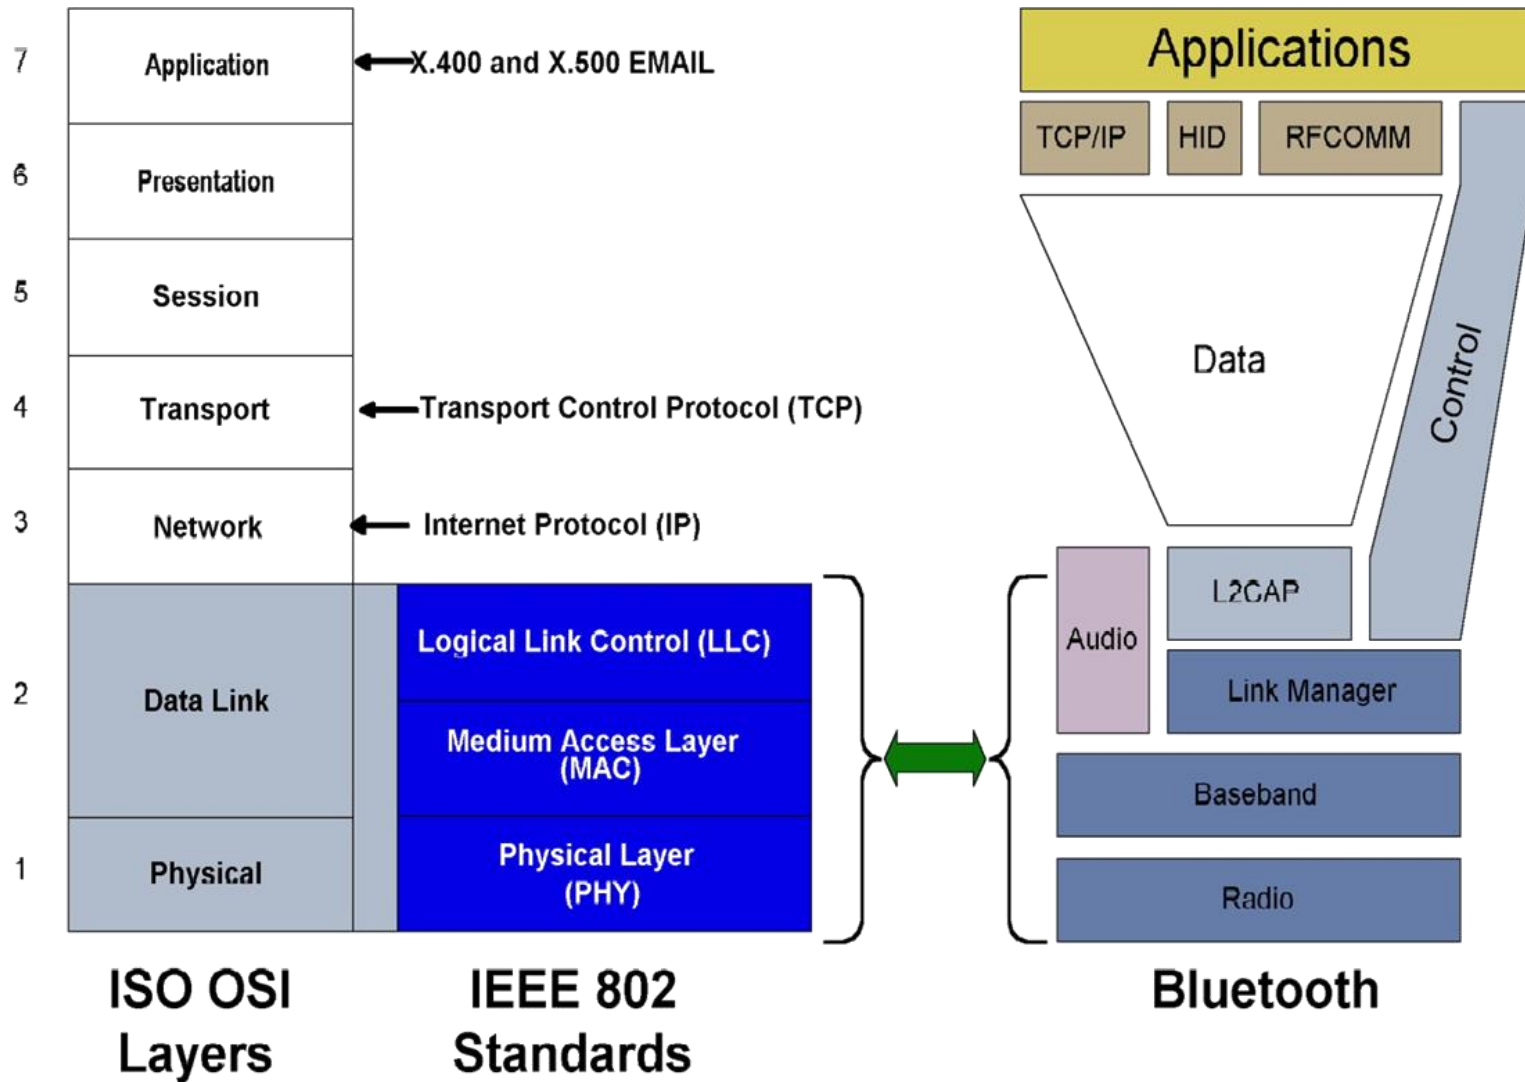 7
Application
X.400 and X.500 EMAIL
6
Presentation
5
Session
4
Transport
Transport Control Protocol (TCP)
3
Network
Internet Protocol (IP)
2
Data Link
Logical Link Control (LLC)
Medium Access Layer
(MAC)
1
Physical
Physical Layer
(PHY)
ISO OSI
Layers
IEEE 802
Standards
Applications
TCP/IP
HID
RFCOMM
Data
Control
Audio
L2CAP
Link Manager
Baseband
Radio
Bluetooth